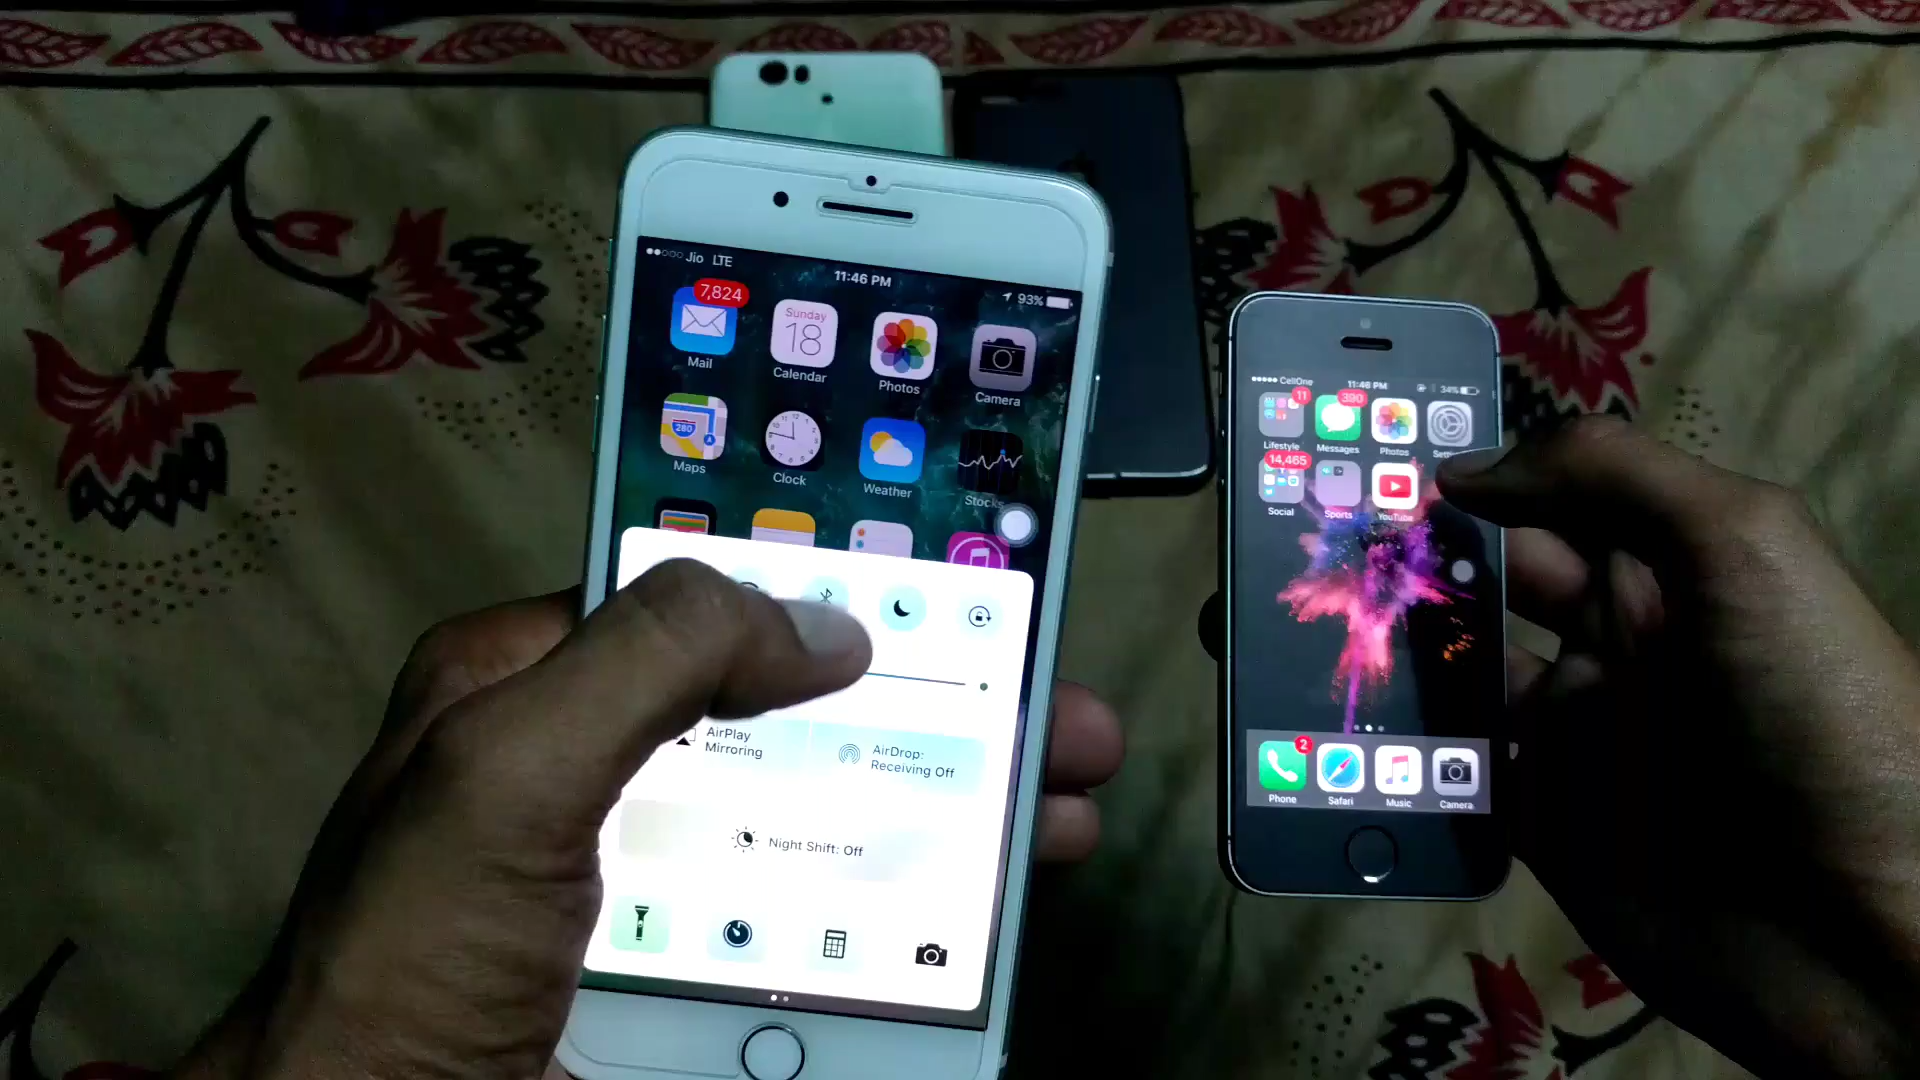 Jio LTE
11:46 PM
93%
7,824
Sunday
18
Mail
Calendar
Photos
Camera
280
Maps
Clock
Weather
Stocks
AirPlay
Mirroring
AirDrop:
Receiving Off
Night Shift: Off
CellOne
11:46 PM
34%
11
390
Lifestyle
Messages
Photos
14,465
Social
Sports
YouTube
2
Phone
Safari
Music
Camera